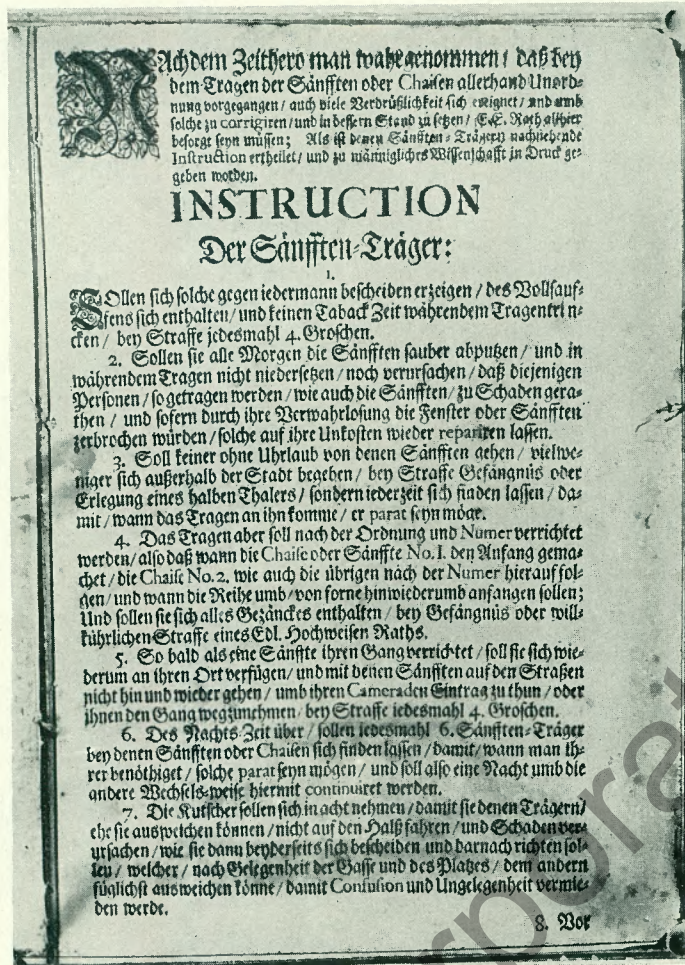 NAchdem Zeithero man wahrgenommen / daß bey
dem Tragen der Sänfften oder Chaisen allerhand Unord-
nung vorgegangen / auch viele Verdrüßlichkeit sich ereignet / und umb
solche zu corrigiren / und in bessern Stand zu setzen / E.E. Rath allhier
besorgt seyn müssen; Als ist denen Sänfften-Trägern nachstehende
Instruction ertheilet / und zu männigliches Wissenschafft in Druck ge-
geben worden.
INSTRUCTION
Der Sänfften-Träger:
1.
SOllen sich solche gegen iedermann bescheiden erzeigen / des Vollsauf-
fens sich enthalten / und keinen Taback Zeit währendem Tragen trin-
cken / bey Straffe jedesmahl 4. Groschen.
2. Sollen sie alle Morgen die Sänfften sauber abputzen / und in
währendem Tragen nicht niedersetzen / noch verursachen / daß diejenigen
Personen / so getragen werden / wie auch die Sänfften / zu Schaden gera-
then / und sofern durch ihre Verwahrlosung die Fenster oder Sänfften
zerbrochen würden / solche auf ihre Unkosten wieder repariren lassen.
3. Soll keiner ohne Uhrlaub von denen Sänfften gehen / vielwe-
niger sich außerhalb der Stadt begeben / bey Straffe Gefängnüs oder
Erlegung eines halben Thalers / sondern iederzeit sich finden lassen / da-
mit / wann das Tragen an ihn komme / er parat seyn möge.
4. Das Tragen aber soll nach der Ordnung und Numer verrichtet
werden / also daß wann die Chaise oder Sänffte No. I. den Anfang gema-
chet / die Chaise No. 2. wie auch die übrigen nach der Numer hierauf fol-
gen / und wann die Reihe umb / von forne hinwiederumb anfangen sollen;
Und sollen sie sich alles Gezänckes enthalten / bey Gefängnüs oder will-
kührlichen Straffe eines Edl. Hochweisen Raths.
5. So bald als eine Sänffte ihren Gang verrichtet / soll sie sich wie-
derum an ihren Ort verfügen / und mit denen Sänfften auf den Straßen
nicht hin und wieder gehen / umb ihren Cameraden Eintrag zu thun / oder
ihnen den Gang wegzunehmen / bey Straffe iedesmahl 4. Groschen.
6. Des Nachts-Zeit über / sollen iedesmahl 6. Sänfften-Träger
bey denen Sänfften oder Chaisen sich finden lassen / damit / wann man ih-
rer benöthiget / solche parat seyn mögen / und soll also eine Nacht umb die
andere Wechsels-weise hiermit continuiret werden.
7. Die Kutscher sollen sich in acht nehmen / damit sie denen Trägern /
ehe sie ausweichen können / nicht auf den Halß fahren / und Schaden ver-
ursachen / wie sie dann beyderseits sich bescheiden und darnach richten sol-
len / welcher / nach Gelegenheit der Gasse und des Platzes / dem andern
füglichst ausweichen könne / damit Confusion und Ungelegenheit vermie-
den werde.
8. Vor